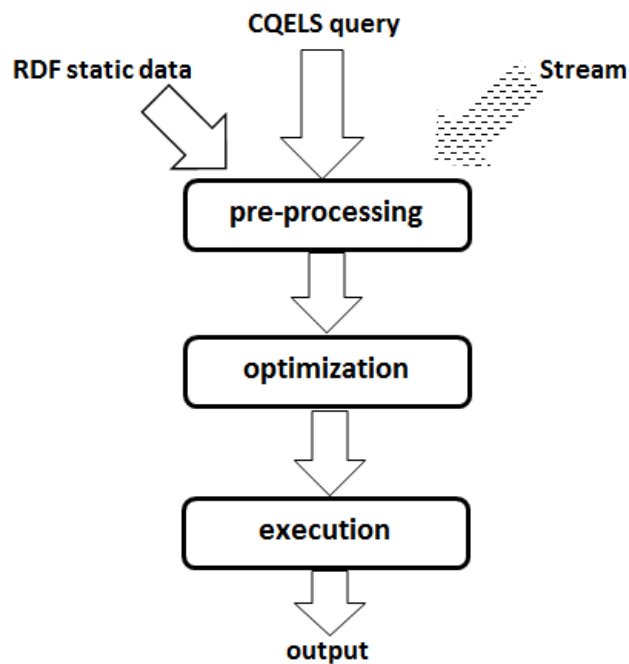 CQELS query
RDF static data
Stream
pre-processing
optimization
execution
output